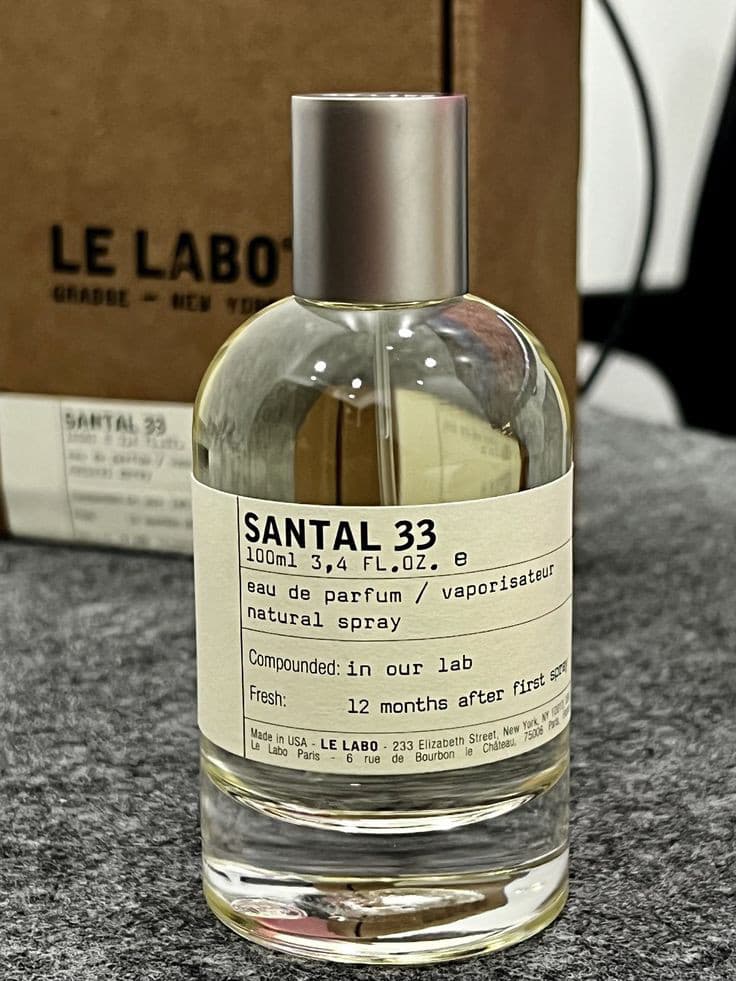 LE LABO
GRASSE — NEW YOR
SANTAL 33
SANTAL 33
100ml 3,4 FL.OZ. e
eau de parfum / vaporisateur
natural spray
Compounded: in our lab
Fresh: 12 months after first spray
Made in USA - LE LABO - 233 Elizabeth Street, New York, NY
Le Labo Paris - 6 rue de Bourbon le Château, 75006 Paris,